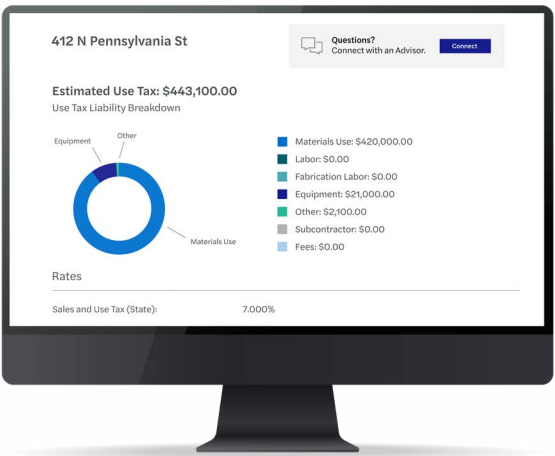 412 N Pennsylvania St
Questions?
Connect with an Advisor.
Connect
Estimated Use Tax: $443,100.00
Use Tax Liability Breakdown
Equipment
Other
Materials Use
Materials Use: $420,000.00
Labor: $0.00
Fabrication Labor: $0.00
Equipment: $21,000.00
Other: $2,100.00
Subcontractor: $0.00
Fees: $0.00
Rates
Sales and Use Tax (State): 7.000%